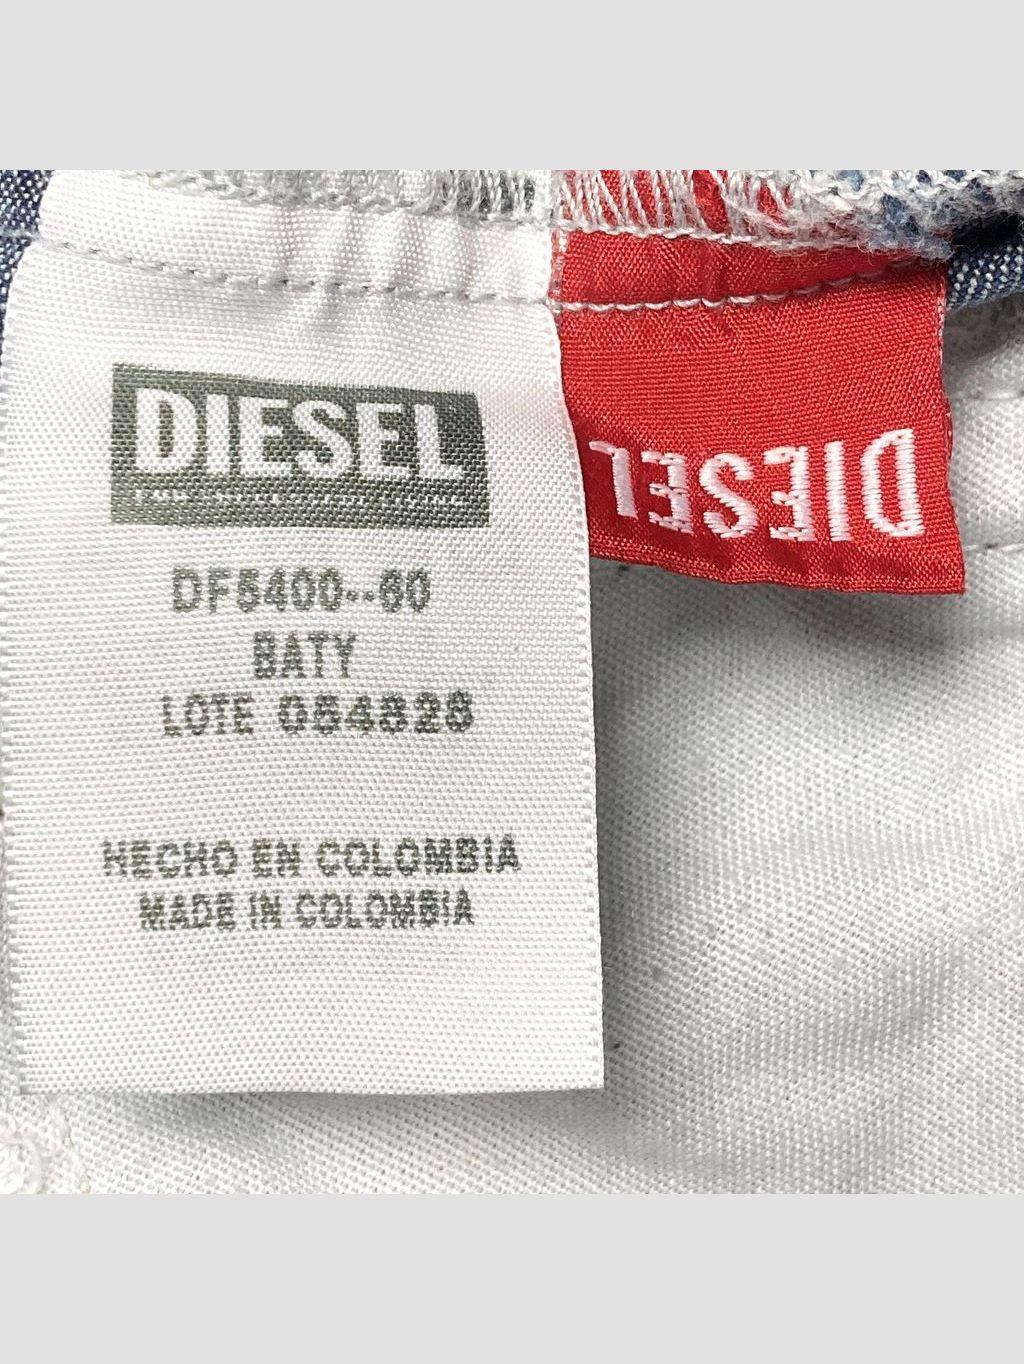 DIESEL
DF5400--60
BATY
LOTE 054828
HECHO EN COLOMBIA
MADE IN COLOMBIA
DIESEL